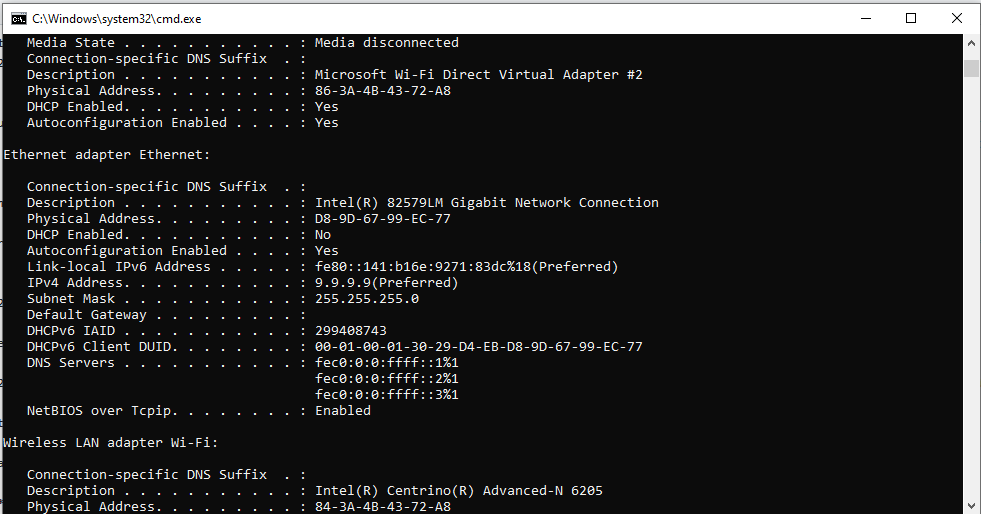 C:\Windows\system32\cmd.exe
Media State . . . . . . . . . . . : Media disconnected
Connection-specific DNS Suffix  . :
Description . . . . . . . . . . . : Microsoft Wi-Fi Direct Virtual Adapter #2
Physical Address. . . . . . . . . : 86-3A-4B-43-72-A8
DHCP Enabled. . . . . . . . . . . : Yes
Autoconfiguration Enabled . . . . : Yes
Ethernet adapter Ethernet:
Connection-specific DNS Suffix  . :
Description . . . . . . . . . . . : Intel(R) 82579LM Gigabit Network Connection
Physical Address. . . . . . . . . : D8-9D-67-99-EC-77
DHCP Enabled. . . . . . . . . . . : No
Autoconfiguration Enabled . . . . : Yes
Link-local IPv6 Address . . . . . : fe80::141:b16e:9271:83dc%18(Preferred)
IPv4 Address. . . . . . . . . . . : 9.9.9.9(Preferred)
Subnet Mask . . . . . . . . . . . : 255.255.255.0
Default Gateway . . . . . . . . . :
DHCPv6 IAID . . . . . . . . . . . : 299408743
DHCPv6 Client DUID. . . . . . . . : 00-01-00-01-30-29-D4-EB-D8-9D-67-99-EC-77
DNS Servers . . . . . . . . . . . : fec0:0:0:ffff::1%1
fec0:0:0:ffff::2%1
fec0:0:0:ffff::3%1
NetBIOS over Tcpip. . . . . . . . : Enabled
Wireless LAN adapter Wi-Fi:
Connection-specific DNS Suffix  . :
Description . . . . . . . . . . . : Intel(R) Centrino(R) Advanced-N 6205
Physical Address. . . . . . . . . : 84-3A-4B-43-72-A8